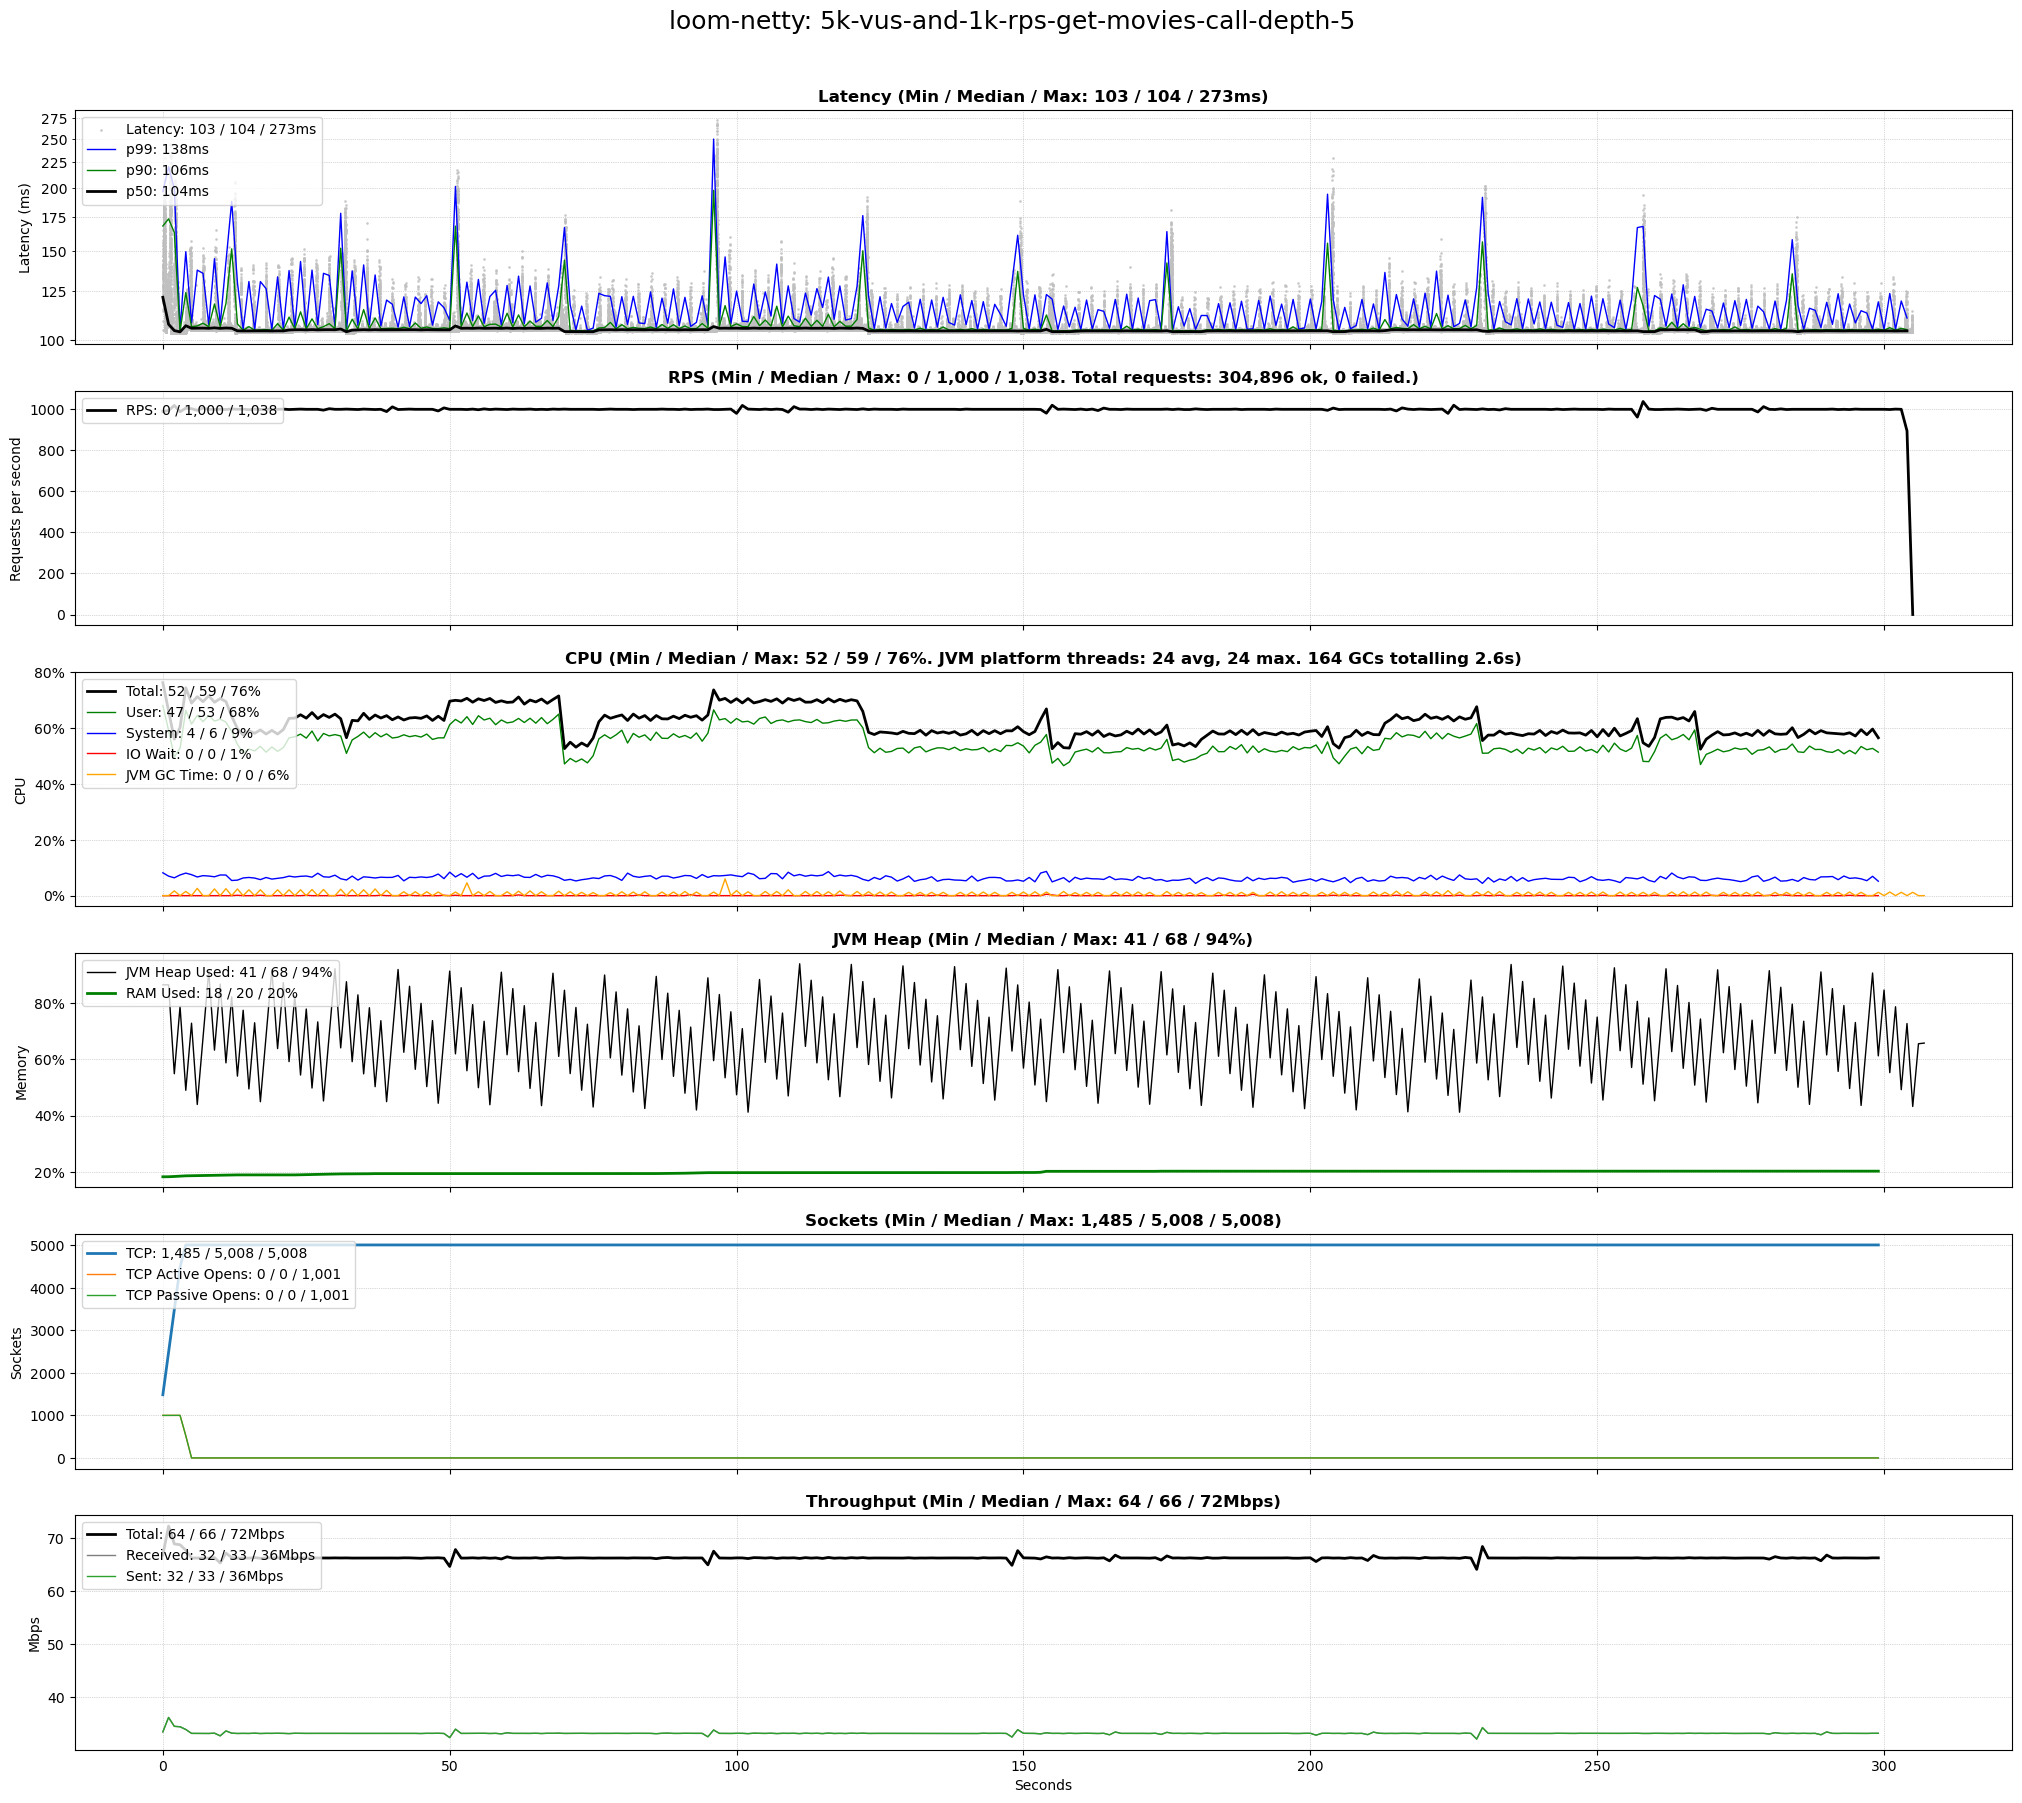 loom-netty: 5k-vus-and-1k-rps-get-movies-call-depth-5
Latency (Min / Median / Max: 103 / 104 / 273ms)
Latency (ms)
275
250
225
200
175
150
125
100
Latency: 103 / 104 / 273ms
p99: 138ms
p90: 106ms
p50: 104ms
RPS (Min / Median / Max: 0 / 1,000 / 1,038. Total requests: 304,896 ok, 0 failed.)
Requests per second
1000
800
600
400
200
0
RPS: 0 / 1,000 / 1,038
CPU (Min / Median / Max: 52 / 59 / 76%. JVM platform threads: 24 avg, 24 max. 164 GCs totalling 2.6s)
CPU
80%
60%
40%
20%
0%
Total: 52 / 59 / 76%
User: 47 / 53 / 68%
System: 4 / 6 / 9%
IO Wait: 0 / 0 / 1%
JVM GC Time: 0 / 0 / 6%
JVM Heap (Min / Median / Max: 41 / 68 / 94%)
Memory
80%
60%
40%
20%
JVM Heap Used: 41 / 68 / 94%
RAM Used: 18 / 20 / 20%
Sockets (Min / Median / Max: 1,485 / 5,008 / 5,008)
Sockets
5000
4000
3000
2000
1000
0
TCP: 1,485 / 5,008 / 5,008
TCP Active Opens: 0 / 0 / 1,001
TCP Passive Opens: 0 / 0 / 1,001
Throughput (Min / Median / Max: 64 / 66 / 72Mbps)
Mbps
70
60
50
40
Total: 64 / 66 / 72Mbps
Received: 32 / 33 / 36Mbps
Sent: 32 / 33 / 36Mbps
0 50 100 150 200 250 300
Seconds